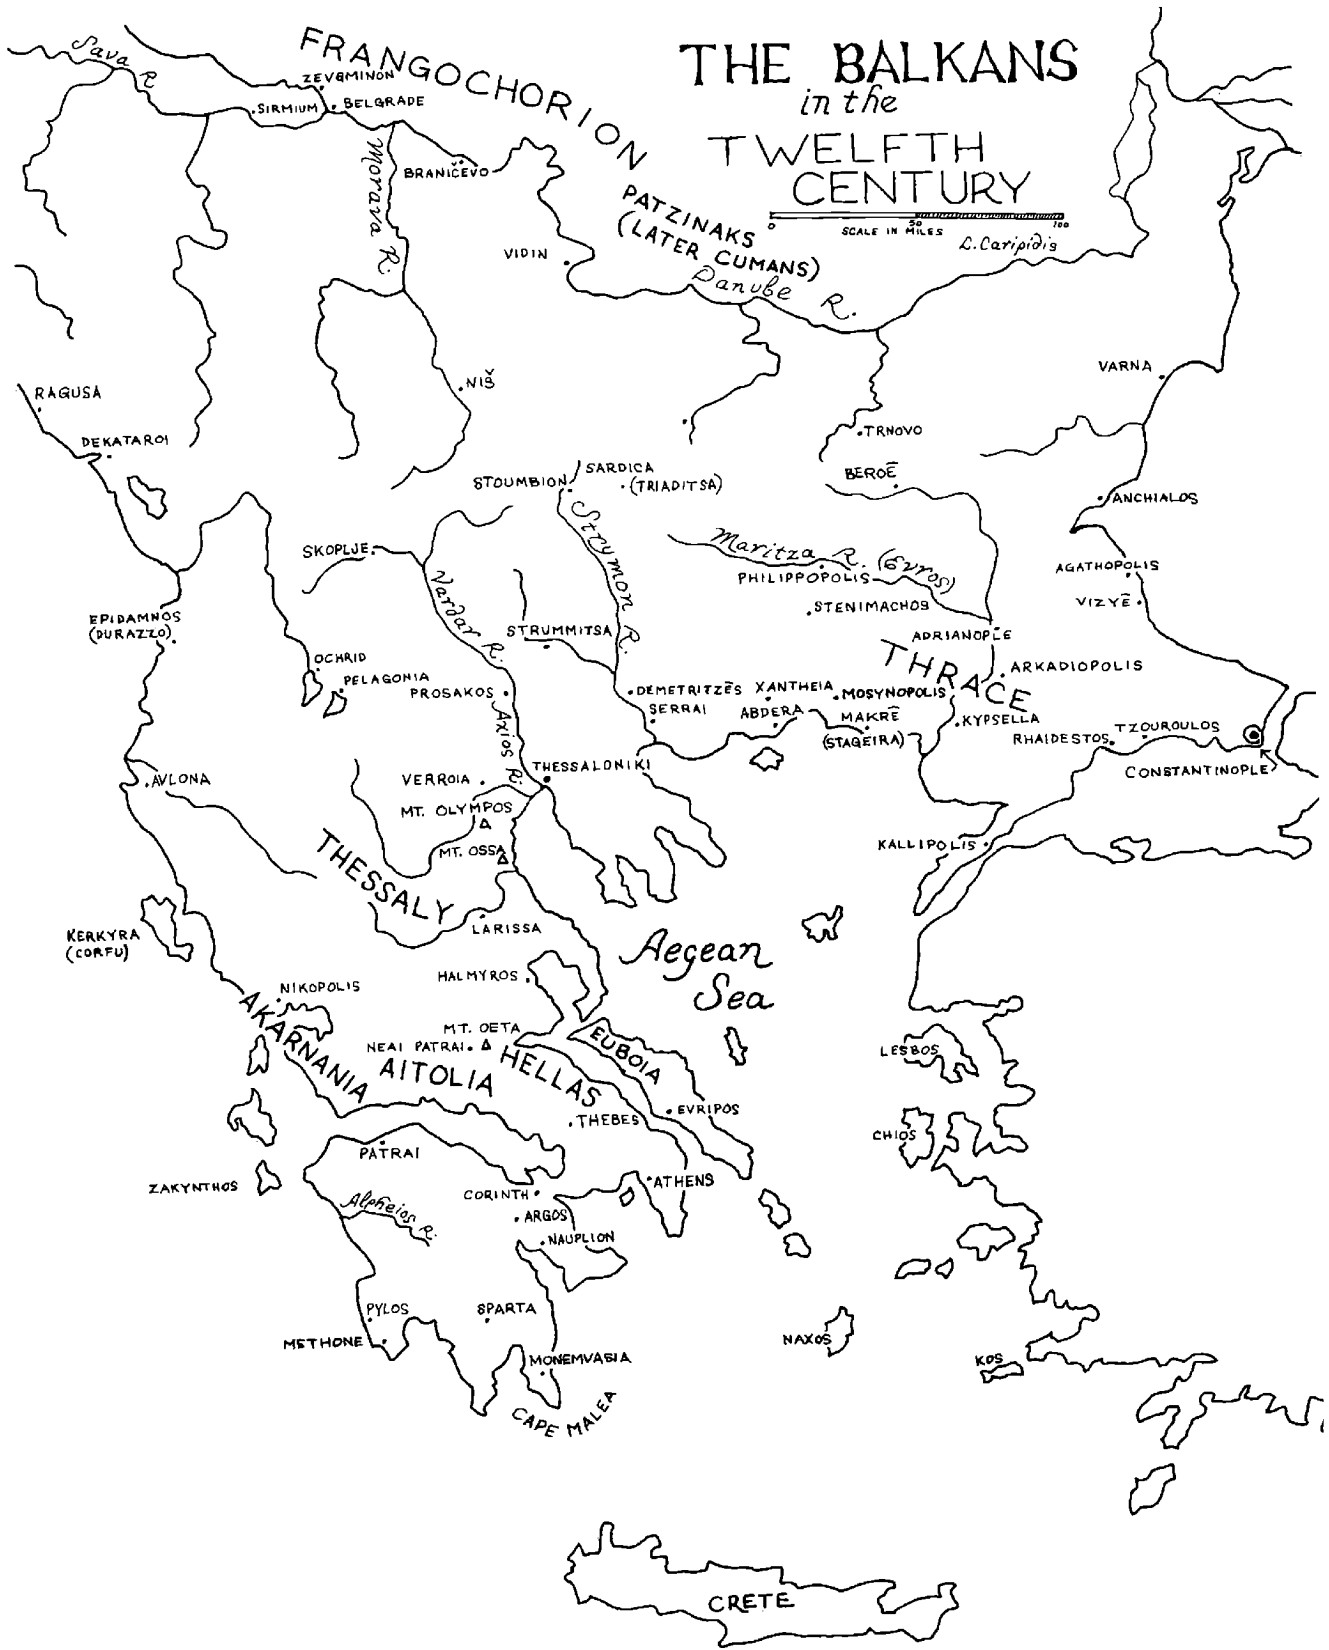 THE BALKANS
in the
TWELFTH
CENTURY
0 50 100
SCALE IN MILES
L. Caripidis
FRANGOCHORION
Sava R
ZEVGMINON
SIRMIUM
BELGRADE
Morava R.
BRANIČEVO
PATZINAKS
(LATER CUMANS)
VIDIN
Danube R.
RAGUSA
NIŠ
VARNA
DEKATAROI
TRNOVO
SARDICA
(TRIADITSA)
STOUMBION
BEROĒ
ANCHIALOS
Strymon R.
SKOPLJE
Maritza R. (Evros)
PHILIPPOPOLIS
AGATHOPOLIS
Vardar R.
STENIMACHOS
VIZYĒ
EPIDAMNOS
(DURAZZO)
STRUMMITSA
ADRIANOPLE
THRACE
OCHRID
PELAGONIA
ARKADIOPOLIS
PROSAKOS
DEMETRITZĒS
XANTHEIA
MOSYNOPOLIS
SERRAI
ABDERA
MAKRĒ
(STAGEIRA)
KYPSELLA
Axios R.
RHAIDESTOS
TZOUROULOS
CONSTANTINOPLE
AVLONA
VERROIA
THESSALONIKI
MT. OLYMPOS
MT. OSSA
KALLIPOLIS
THESSALY
LARISSA
KERKYRA
(CORFU)
Aegean
Sea
HALMYROS
NIKOPOLIS
AKARNANIA
MT. OETA
NEAI PATRAI
EUBOIA
LESBOS
AITOLIA
HELLAS
EVRIPOS
THEBES
CHIOS
PATRAI
ZAKYNTHOS
CORINTH
ATHENS
Alpheios R.
ARGOS
NAUPLION
PYLOS
SPARTA
METHONE
NAXOS
MONEMVASIA
KOS
CAPE MALEA
CRETE